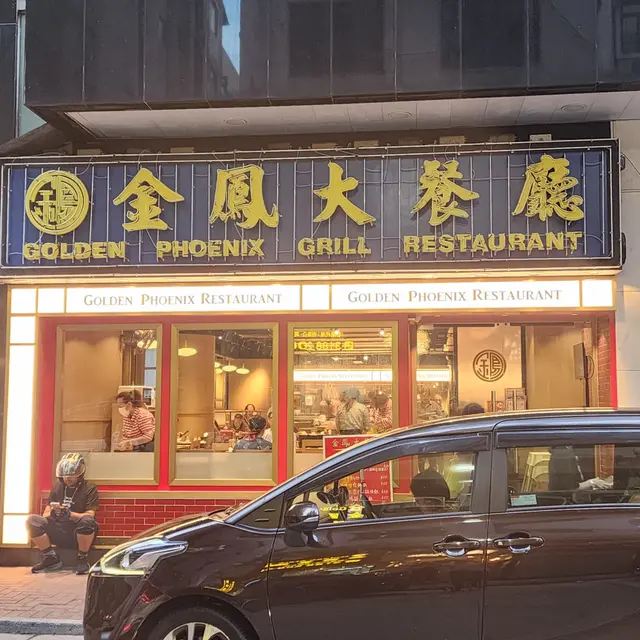 金鳳大餐廳
GOLDEN PHOENIX GRILL RESTAURANT
GOLDEN PHOENIX RESTAURANT
GOLDEN PHOENIX RESTAURANT